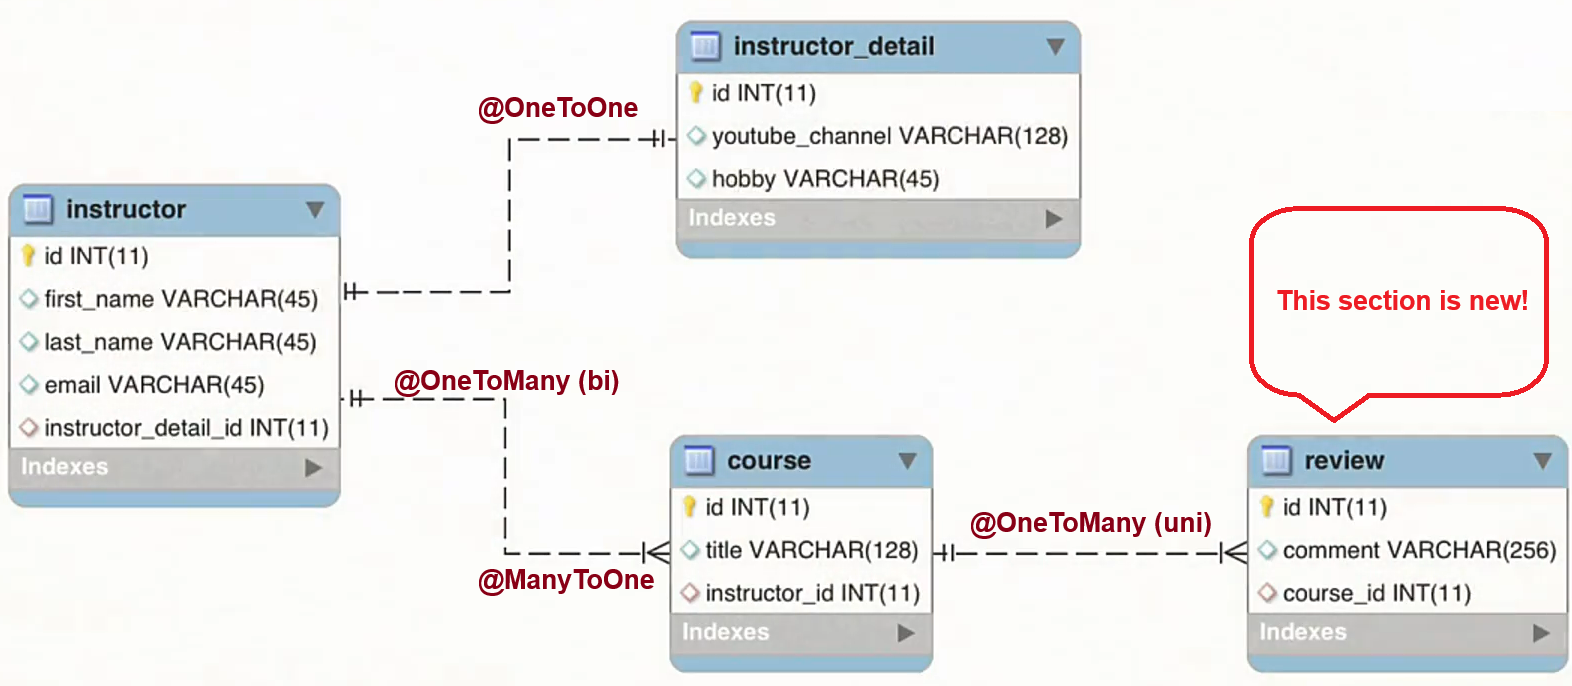 instructor_detail
id INT(11)
youtube_channel VARCHAR(128)
hobby VARCHAR(45)
Indexes
@OneToOne
instructor
id INT(11)
first_name VARCHAR(45)
last_name VARCHAR(45)
email VARCHAR(45)
instructor_detail_id INT(11)
Indexes
@OneToMany (bi)
@ManyToOne
course
id INT(11)
title VARCHAR(128)
instructor_id INT(11)
Indexes
@OneToMany (uni)
This section is new!
review
id INT(11)
comment VARCHAR(256)
course_id INT(11)
Indexes